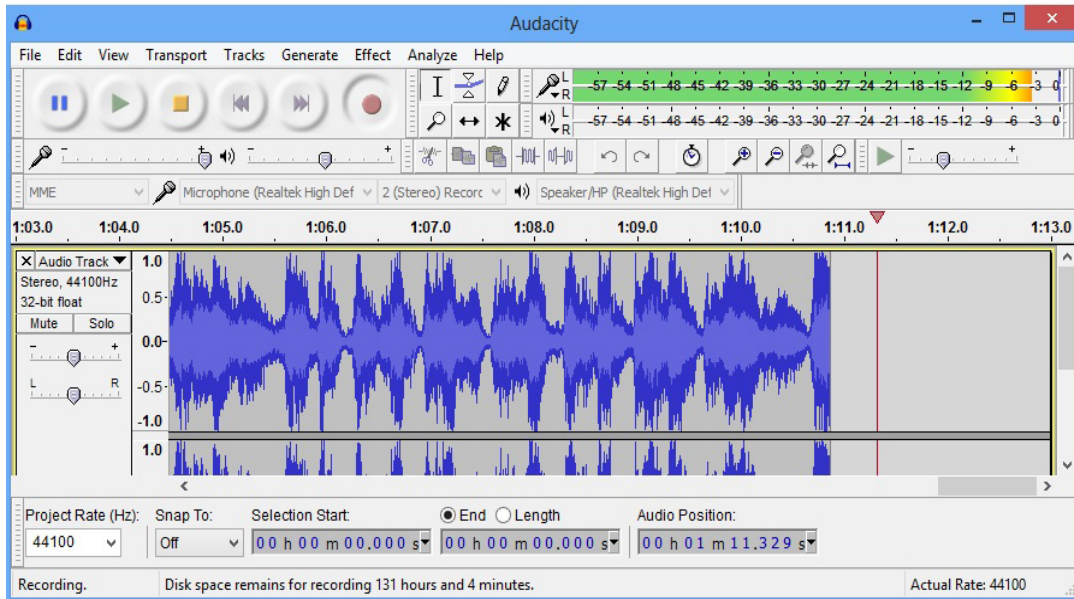 Audacity
File Edit View Transport Tracks Generate Effect Analyze Help
L
R
-57 -54 -51 -48 -45 -42 -39 -36 -33 -30 -27 -24 -21 -18 -15 -12 -9 -6 -3 0
L
R
-57 -54 -51 -48 -45 -42 -39 -36 -33 -30 -27 -24 -21 -18 -15 -12 -9 -6 -3 0
- + - + - +
MME Microphone (Realtek High Def 2 (Stereo) Recorc Speaker/HP (Realtek High Def
1:03.0 1:04.0 1:05.0 1:06.0 1:07.0 1:08.0 1:09.0 1:10.0 1:11.0 1:12.0 1:13.0
X Audio Track 1.0
Stereo, 44100Hz
32-bit float 0.5-
Mute Solo
- + 0.0-
L R -0.5-
-1.0
1.0
Project Rate (Hz): Snap To: Selection Start: End Length Audio Position:
44100 Off 00 h 00 m 00.000 s 00 h 00 m 00.000 s 00 h 01 m 11.329 s
Recording. Disk space remains for recording 131 hours and 4 minutes. Actual Rate: 44100